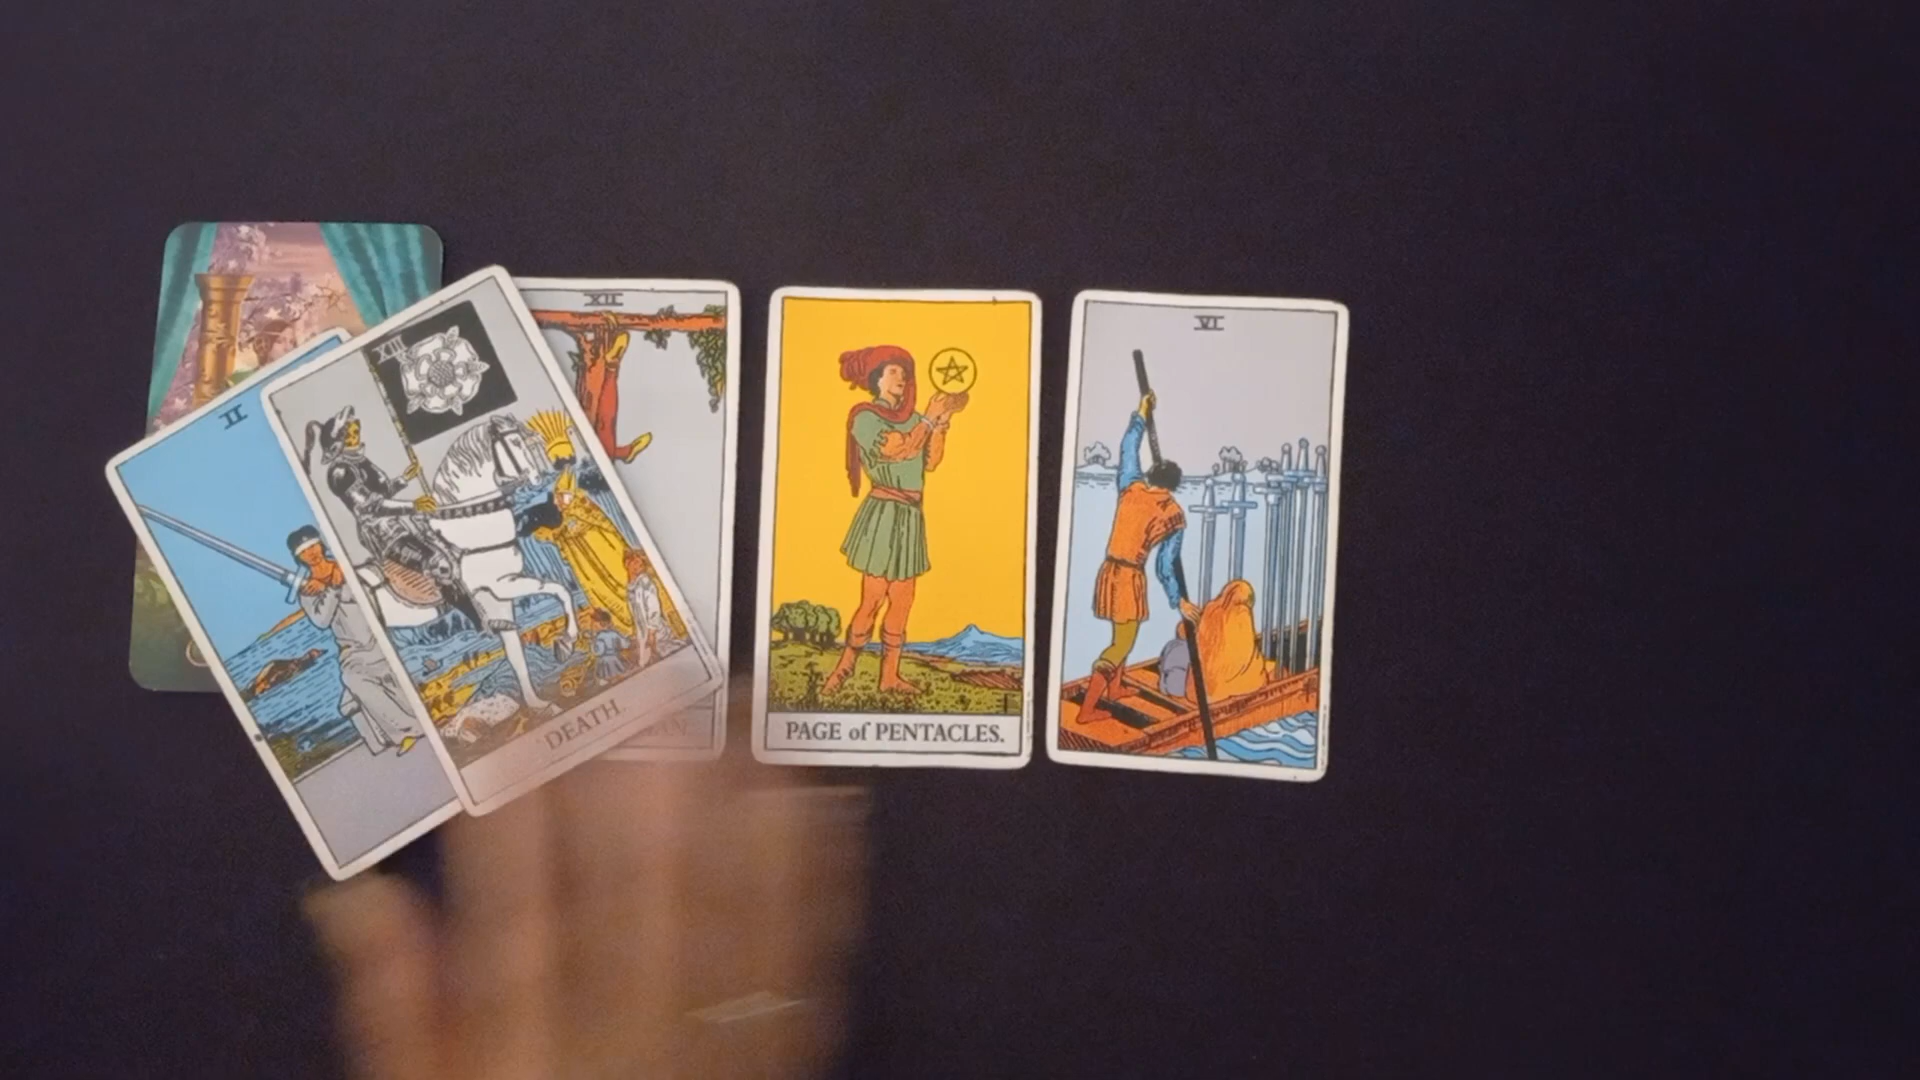 II
XIII
XII
VI
DEATH.
PAGE of PENTACLES.